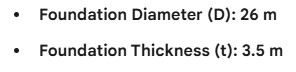 • Foundation Diameter (D): 26 m
• Foundation Thickness (t): 3.5 m